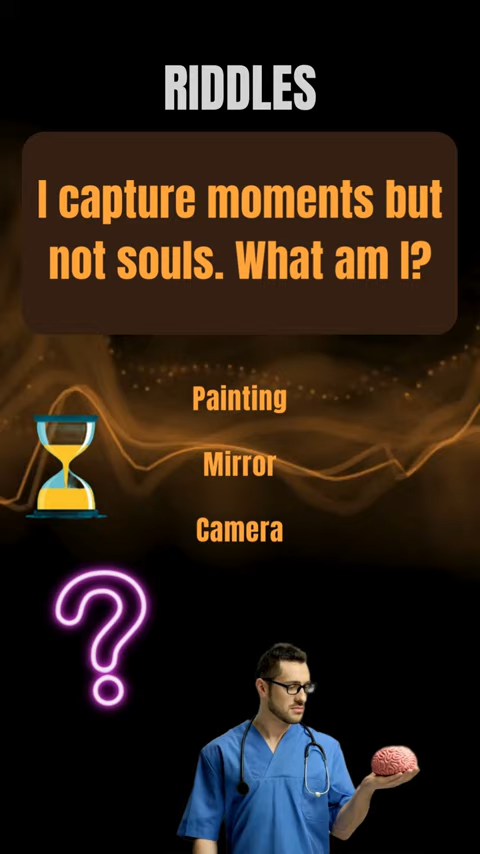 RIDDLES
I capture moments but
not souls. What am I?
Painting
Mirror
Camera